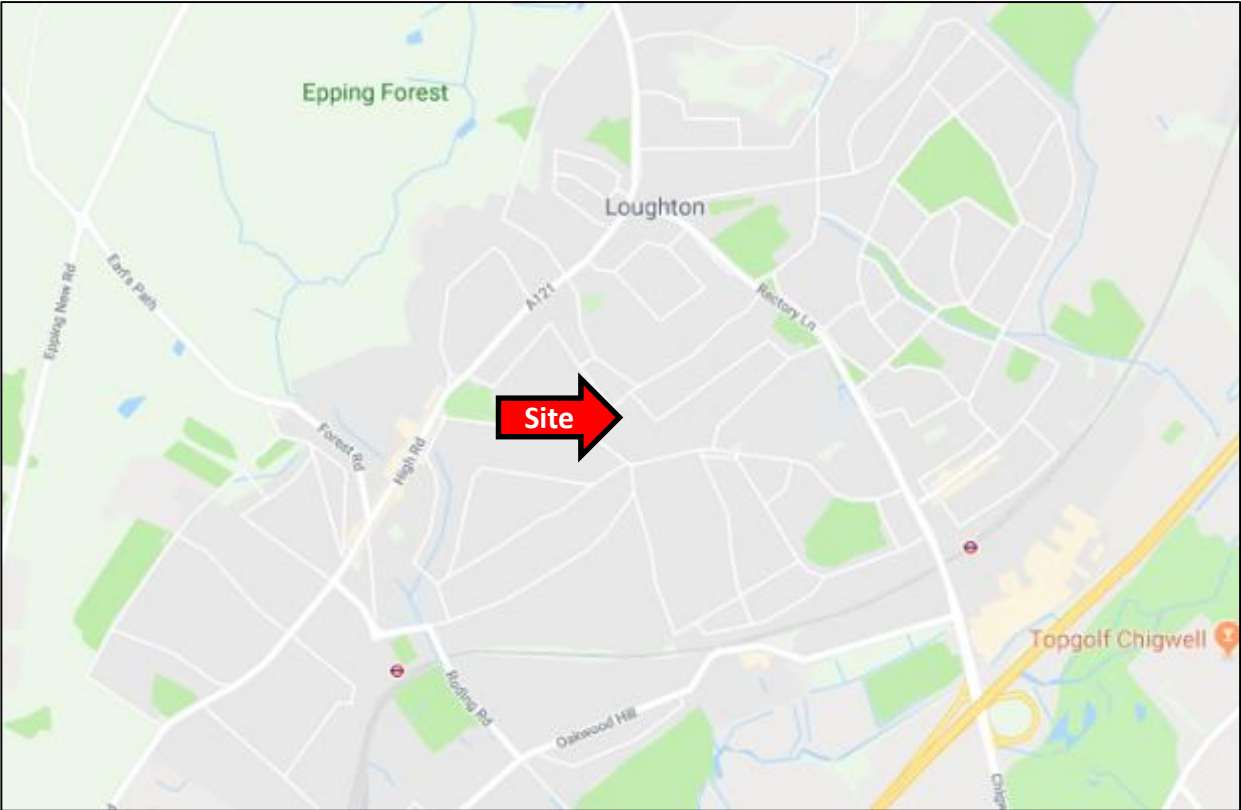 Epping Forest
Loughton
Epping New Rd
Earl's Path
A121
Rectory Ln
Site
Forest Rd
High Rd
Topgolf Chigwell
Roding Rd
Oakwood Hill